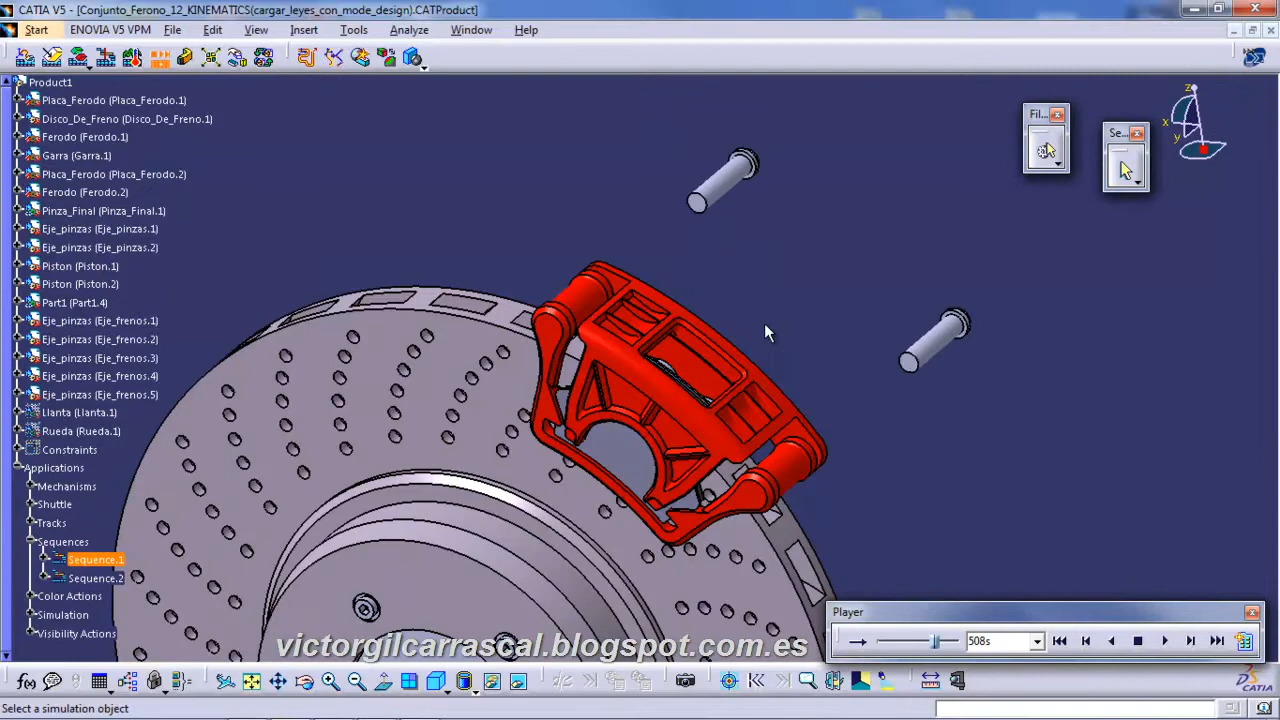 CATIA V5 - [Conjunto_Ferono_12_KINEMATICS(cargar_leyes_con_mode_design).CATProduct]
Start ENOVIA V5 VPM File Edit View Insert Tools Analyze Window Help
Product1
Placa_Ferodo (Placa_Ferodo.1)
Disco_De_Freno (Disco_De_Freno.1)
Ferodo (Ferodo.1)
Garra (Garra.1)
Placa_Ferodo (Placa_Ferodo.2)
Ferodo (Ferodo.2)
Pinza_Final (Pinza_Final.1)
Eje_pinzas (Eje_pinzas.1)
Eje_pinzas (Eje_pinzas.2)
Piston (Piston.1)
Piston (Piston.2)
Part1 (Part1.4)
Eje_pinzas (Eje_frenos.1)
Eje_pinzas (Eje_frenos.2)
Eje_pinzas (Eje_frenos.3)
Eje_pinzas (Eje_frenos.4)
Eje_pinzas (Eje_frenos.5)
Llanta (Llanta.1)
Rueda (Rueda.1)
Constraints
Applications
Mechanisms
Shuttle
Tracks
Sequences
Sequence.1
Sequence.2
Color Actions
Simulation
Visibility Actions
Fil...
Se...
z
x
y
Player
508s
victorgilcarrascal.blogspot.com.es
f(x)
CATIA
Select a simulation object